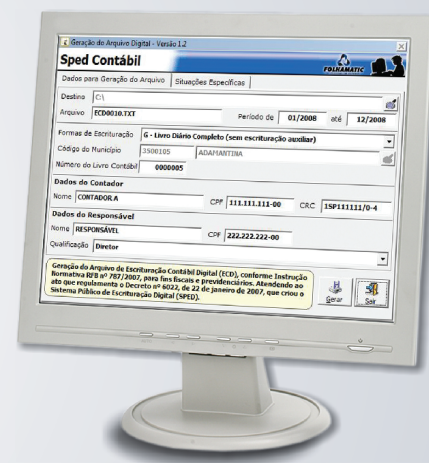 Geração do Arquivo Digital - Versão 1.2
Sped Contábil
FOLHAMATIC
Dados para Geração do Arquivo Situações Específicas
Destino C:\
Arquivo ECD0030.TXT Período de 01/2008 até 12/2008
Formas de Escrituração G - Livro Diário Completo (sem escrituração auxiliar)
Código do Município 3500105 ADAMANTINA
Número do Livro Contábil 0000005
Dados do Contador
Nome CONTADOR A CPF 111.111.111-00 CRC 1SP111111/0-4
Dados do Responsável
Nome RESPONSÁVEL CPF 222.222.222-00
Qualificação Diretor
Geração do Arquivo de Escrituração Contábil Digital (ECD), conforme Instrução
Normativa RFB nº 787/2007, para fins fiscais e previdenciários. Atendendo ao
ato que regulamenta o Decreto nº 6022, de 22 de janeiro de 2007, que criou o
Sistema Público de Escrituração Digital (SPED).
Gerar Sair